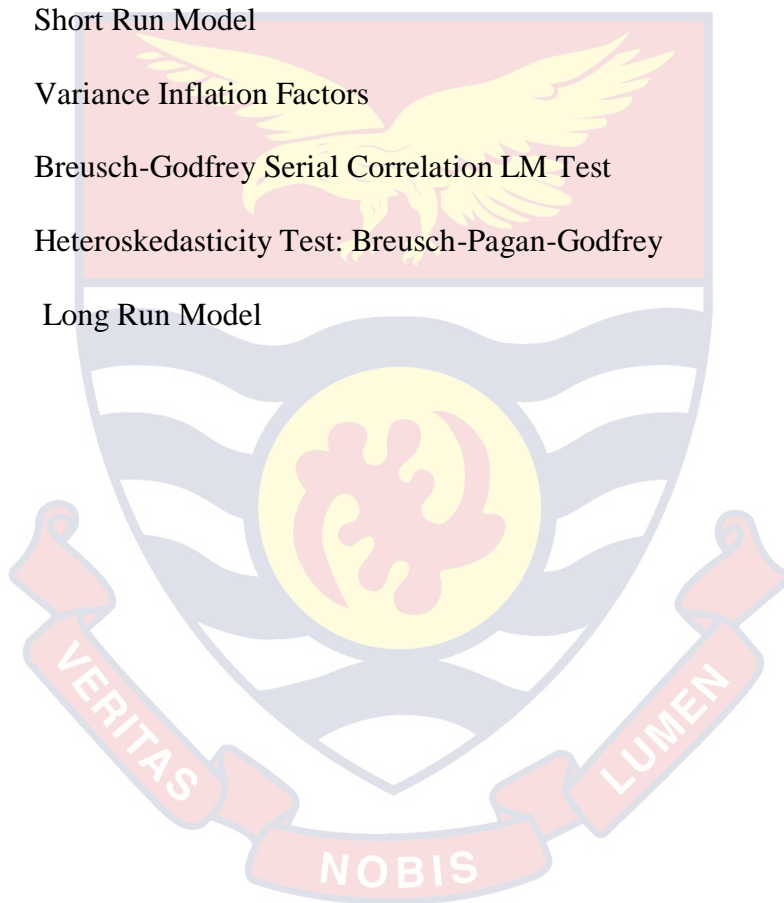 Short Run Model
Variance Inflation Factors
Breusch-Godfrey Serial Correlation LM Test
Heteroskedasticity Test: Breusch-Pagan-Godfrey
Long Run Model
VERITAS
NOBIS
LUMEN